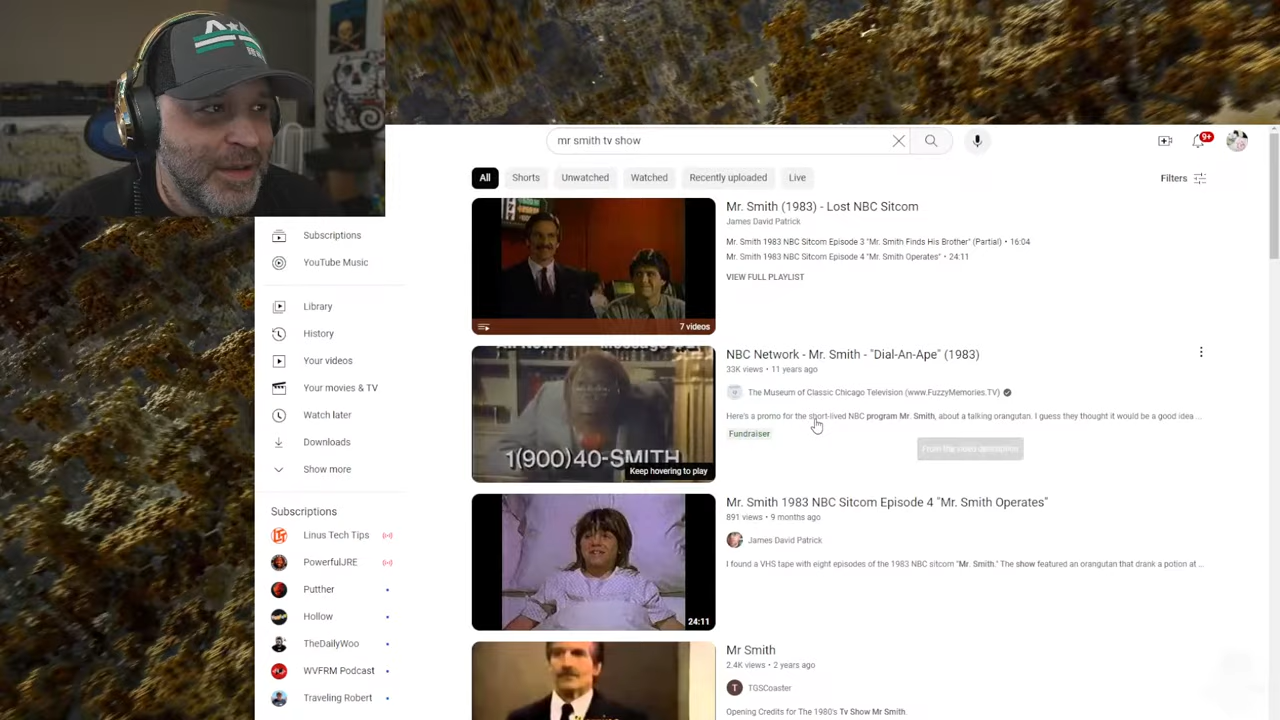 mr smith tv show
9+
All
Shorts
Unwatched
Watched
Recently uploaded
Live
Filters
Subscriptions
YouTube Music
Library
History
Your videos
Your movies & TV
Watch later
Downloads
Show more
Subscriptions
Linus Tech Tips
PowerfulJRE
Putther
Hollow
TheDailyWoo
WVFRM Podcast
Traveling Robert
7 videos
Mr. Smith (1983) - Lost NBC Sitcom
James David Patrick
Mr. Smith 1983 NBC Sitcom Episode 3 "Mr. Smith Finds His Brother" (Partial) • 16:04
Mr. Smith 1983 NBC Sitcom Episode 4 "Mr. Smith Operates" • 24:11
VIEW FULL PLAYLIST
1(900)40-SMITH
Keep hovering to play
NBC Network - Mr. Smith - "Dial-An-Ape" (1983)
33K views • 11 years ago
The Museum of Classic Chicago Television (www.FuzzyMemories.TV)
Here's a promo for the short-lived NBC program Mr. Smith, about a talking orangutan. I guess they thought it would be a good idea ...
Fundraiser
From the video description
24:11
Mr. Smith 1983 NBC Sitcom Episode 4 "Mr. Smith Operates"
891 views • 9 months ago
James David Patrick
I found a VHS tape with eight episodes of the 1983 NBC sitcom "Mr. Smith." The show featured an orangutan that drank a potion at ...
Mr Smith
2.4K views • 2 years ago
T
TGSCoaster
Opening Credits for The 1980's Tv Show Mr Smith.